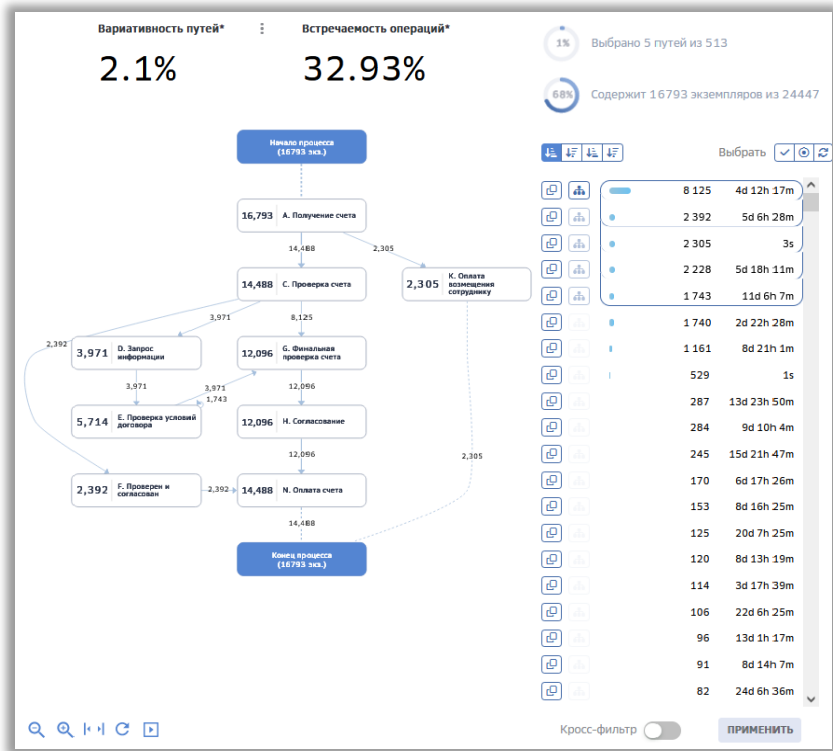 Вариативность путей*
Встречаемость операций*
2.1%
32.93%
1%
Выбрано 5 путей из 513
68%
Содержит 16793 экземпляров из 24447
Выбрать
Начало процесса
(16793 экз.)
16,793 А. Получение счета
14,488
2,305
14,488 С. Проверка счета
2,305 К. Оплата
возмещения
сотруднику
3,971
8,125
2,392
3,971 D. Запрос
информации
12,096 G. Финальная
проверка счета
3,971
3,971
1,743
12,096
5,714 Е. Проверка условий
договора
12,096 Н. Согласование
12,096
2,305
2,392 F. Проверен и
согласован
2,392
14,488 N. Оплата счета
14,488
Конец процесса
(16793 экз.)
8 125 4d 12h 17m
2 392 5d 6h 28m
2 305 3s
2 228 5d 18h 11m
1 743 11d 6h 7m
1 740 2d 22h 28m
1 161 8d 21h 1m
529 1s
287 13d 23h 50m
284 9d 10h 4m
245 15d 21h 47m
170 6d 17h 26m
153 8d 16h 25m
125 20d 7h 25m
120 8d 13h 19m
114 3d 17h 39m
106 22d 6h 25m
96 13d 1h 17m
91 8d 14h 7m
82 24d 6h 36m
Кросс-фильтр
ПРИМЕНИТЬ